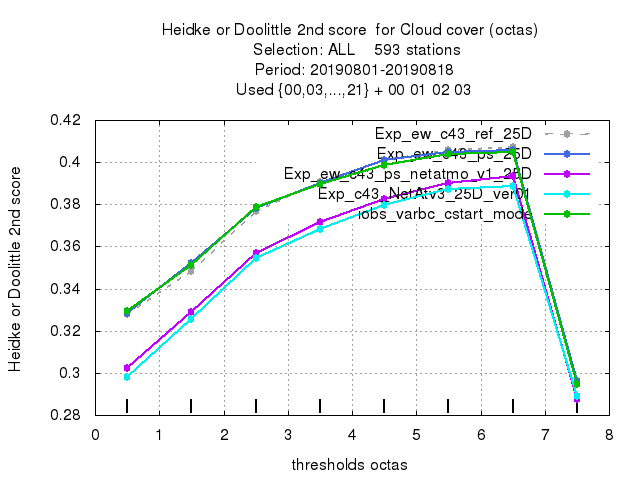 Heidke or Doolittle 2nd score for Cloud cover (octas)
Selection: ALL 593 stations
Period: 20190801-20190818
Used {00,03,...,21} + 00 01 02 03
Heidke or Doolittle 2nd score
0.42
0.4
0.38
0.36
0.34
0.32
0.3
0.28
Exp_ew_c43_ref_25D
Exp_ew_c43_ps_25D
Exp_ew_c43_ps_netatmo_v1_25D
Exp_c43_NetAtv3_25D_ver01
iobs_varbc_cstart_mode
0 1 2 3 4 5 6 7 8
thresholds octas